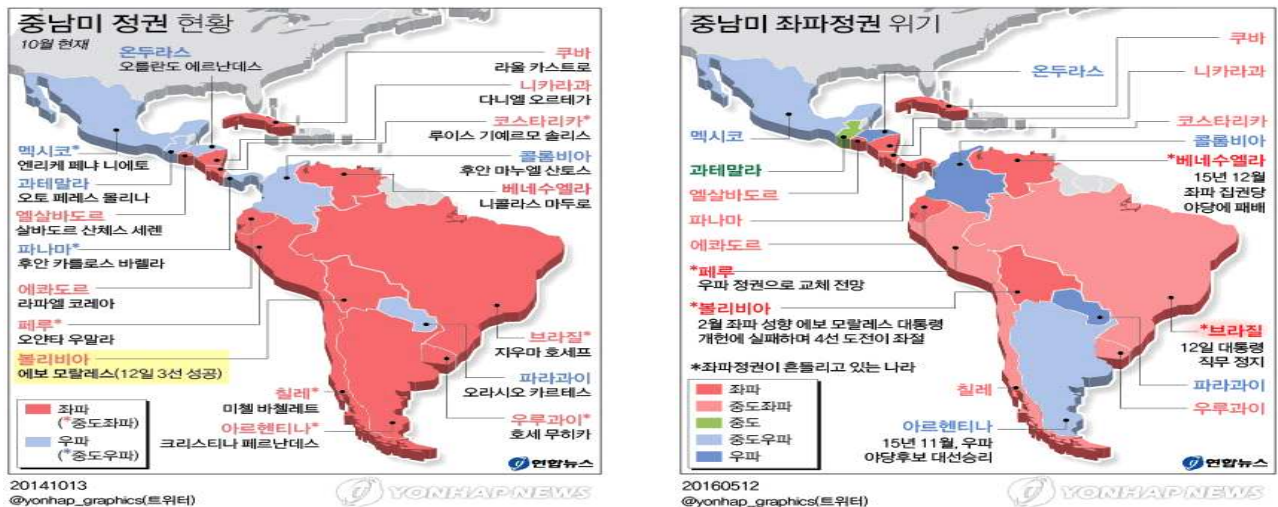 중남미 정권 현황
10월 현재
온두라스
오를란도 에르난데스
쿠바
라울 카스트로
니카라과
다니엘 오르테가
코스타리카*
루이스 기예르모 솔리스
멕시코*
엔리케 페냐 니에토
콜롬비아
후안 마누엘 산토스
과테말라
오토 페레스 몰리나
베네수엘라
니콜라스 마두로
엘살바도르
살바도르 산체스 세렌
파나마*
후안 카를로스 바렐라
에콰도르
라파엘 코레아
페루*
오얀타 우말라
브라질*
지우마 호세프
볼리비아
에보 모랄레스(12일 3선 성공)
파라과이
오라시오 카르테스
칠레*
미첼 바첼레트
우루과이*
호세 무히카
아르헨티나*
크리스티나 페르난데스
좌파
(*중도좌파)
우파
(*중도우파)
연합뉴스
20141013
@yonhap_graphics(트위터)
YONHAP NEWS
중남미 좌파정권 위기
쿠바
온두라스
니카라과
코스타리카
멕시코
콜롬비아
*베네수엘라
15년 12월
좌파 집권당
야당에 패배
과테말라
엘살바도르
파나마
에콰도르
*페루
우파 정권으로 교체 전망
*볼리비아
2월 좌파 성향 에보 모랄레스 대통령
개헌에 실패하며 4선 도전이 좌절
*브라질
12일 대통령
직무 정지
*좌파정권이 흔들리고 있는 나라
좌파
중도좌파
중도
중도우파
우파
칠레
파라과이
우루과이
아르헨티나
15년 11월, 우파
야당후보 대선승리
연합뉴스
20160512
@yonhap_graphics(트위터)
YONHAP NEWS